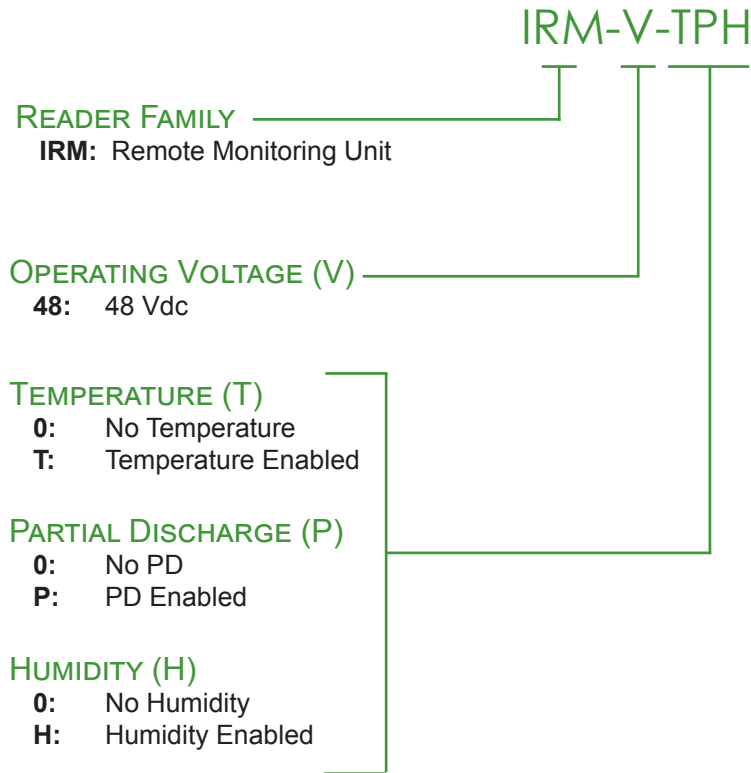 IRM-V-TPH
Reader Family
IRM: Remote Monitoring Unit
Operating Voltage (V)
48: 48 Vdc
Temperature (T)
0: No Temperature
T: Temperature Enabled
Partial Discharge (P)
0: No PD
P: PD Enabled
Humidity (H)
0: No Humidity
H: Humidity Enabled